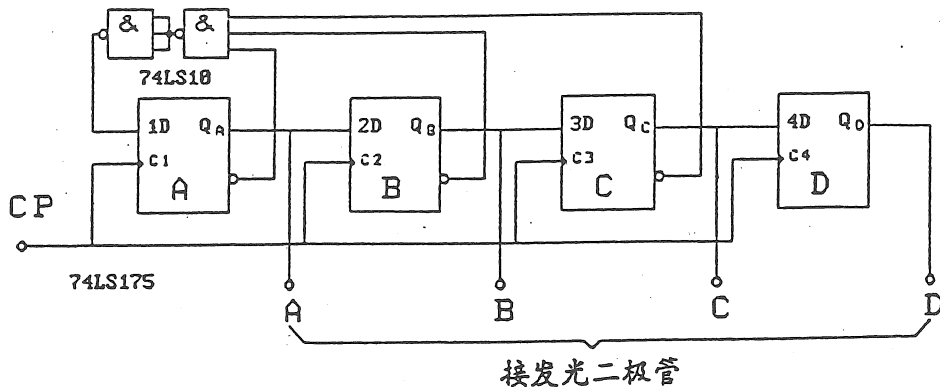 & &
74LS10
1D QA 2D QB 3D QC 4D QD
C1 C2 C3 C4
A B C D
CP
74LS175
A B C D
接发光二极管